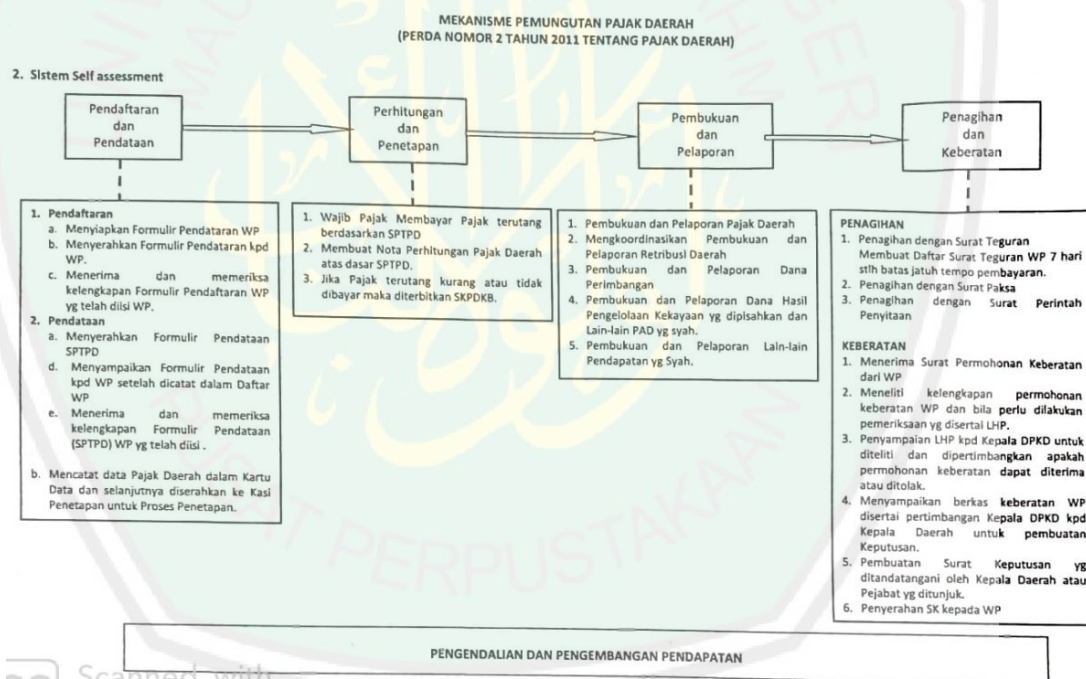 MEKANISME PEMUNGUTAN PAJAK DAERAH
(PERDA NOMOR 2 TAHUN 2011 TENTANG PAJAK DAERAH)
2. Sistem Self assessment
Pendaftaran
dan
Pendataan
Perhitungan
dan
Penetapan
Pembukuan
dan
Pelaporan
Penagihan
dan
Keberatan
1. Pendaftaran
a. Menyiapkan Formulir Pendataran WP
b. Menyerahkan Formulir Pendataran kpd
WP.
c. Menerima dan memeriksa
kelengkapan Formulir Pendaftaran WP
yg telah diisi WP.
2. Pendataan
a. Menyerahkan Formulir Pendataan
SPTPD
d. Menyampaikan Formulir Pendataan
kpd WP setelah dicatat dalam Daftar
WP
e. Menerima dan memeriksa
kelengkapan Formulir Pendataan
(SPTPD) WP yg telah diisi .
b. Mencatat data Pajak Daerah dalam Kartu
Data dan selanjutnya diserahkan ke Kasi
Penetapan untuk Proses Penetapan.
1. Wajib Pajak Membayar Pajak terutang
berdasarkan SPTPD
2. Membuat Nota Perhitungan Pajak Daerah
atas dasar SPTPD.
3. Jika Pajak terutang kurang atau tidak
dibayar maka diterbitkan SKPDKB.
1. Pembukuan dan Pelaporan Pajak Daerah
2. Mengkoordinasikan Pembukuan dan
Pelaporan Retribusi Daerah
3. Pembukuan dan Pelaporan Dana
Perimbangan
4. Pembukuan dan Pelaporan Dana Hasil
Pengelolaan Kekayaan yg dipisahkan dan
Lain-lain PAD yg syah.
5. Pembukuan dan Pelaporan Lain-lain
Pendapatan yg Syah.
PENAGIHAN
1. Penagihan dengan Surat Teguran
Membuat Daftar Surat Teguran WP 7 hari
stlh batas jatuh tempo pembayaran.
2. Penagihan dengan Surat Paksa
3. Penagihan dengan Surat Perintah
Penyitaan
KEBERATAN
1. Menerima Surat Permohonan Keberatan
dari WP
2. Meneliti kelengkapan permohonan
keberatan WP dan bila perlu dilakukan
pemeriksaan yg disertai LHP.
3. Penyampaian LHP kpd Kepala DPKD untuk
diteliti dan dipertimbangkan apakah
permohonan keberatan dapat diterima
atau ditolak.
4. Menyampaikan berkas keberatan WP
disertai pertimbangan Kepala DPKD kpd
Kepala Daerah untuk pembuatan
Keputusan.
5. Pembuatan Surat Keputusan yg
ditandatangani oleh Kepala Daerah atau
Pejabat yg ditunjuk.
6. Penyerahan SK kepada WP
PENGENDALIAN DAN PENGEMBANGAN PENDAPATAN
PUSAT PERPUSTAKAAN
Scanned with